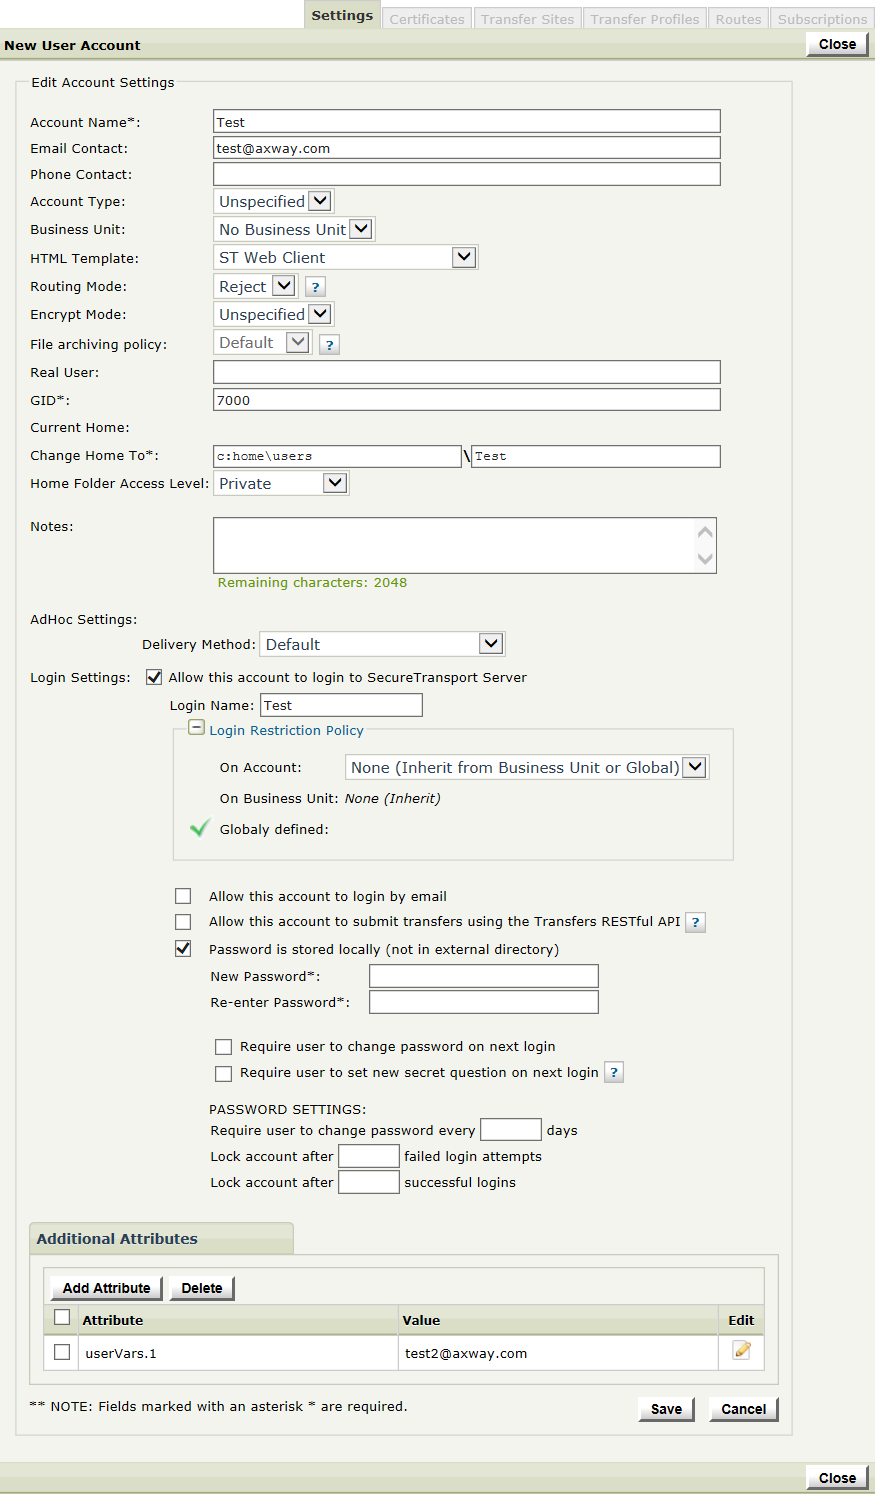 Settings Certificates Transfer Sites Transfer Profiles Routes Subscriptions
New User Account Close
Edit Account Settings
Account Name*: Test
Email Contact: test@axway.com
Phone Contact:
Account Type: Unspecified
Business Unit: No Business Unit
HTML Template: ST Web Client
Routing Mode: Reject ?
Encrypt Mode: Unspecified
File archiving policy: Default ?
Real User:
GID*: 7000
Current Home:
Change Home To*: c:home\users \ Test
Home Folder Access Level: Private
Notes:
Remaining characters: 2048
AdHoc Settings:
Delivery Method: Default
Login Settings: Allow this account to login to SecureTransport Server
Login Name: Test
Login Restriction Policy
On Account: None (Inherit from Business Unit or Global)
On Business Unit: None (Inherit)
Globaly defined:
Allow this account to login by email
Allow this account to submit transfers using the Transfers RESTful API ?
Password is stored locally (not in external directory)
New Password*:
Re-enter Password*:
Require user to change password on next login
Require user to set new secret question on next login ?
PASSWORD SETTINGS:
Require user to change password every days
Lock account after failed login attempts
Lock account after successful logins
Additional Attributes
Add Attribute Delete
Attribute Value Edit
userVars.1 test2@axway.com
** NOTE: Fields marked with an asterisk * are required. Save Cancel
Close